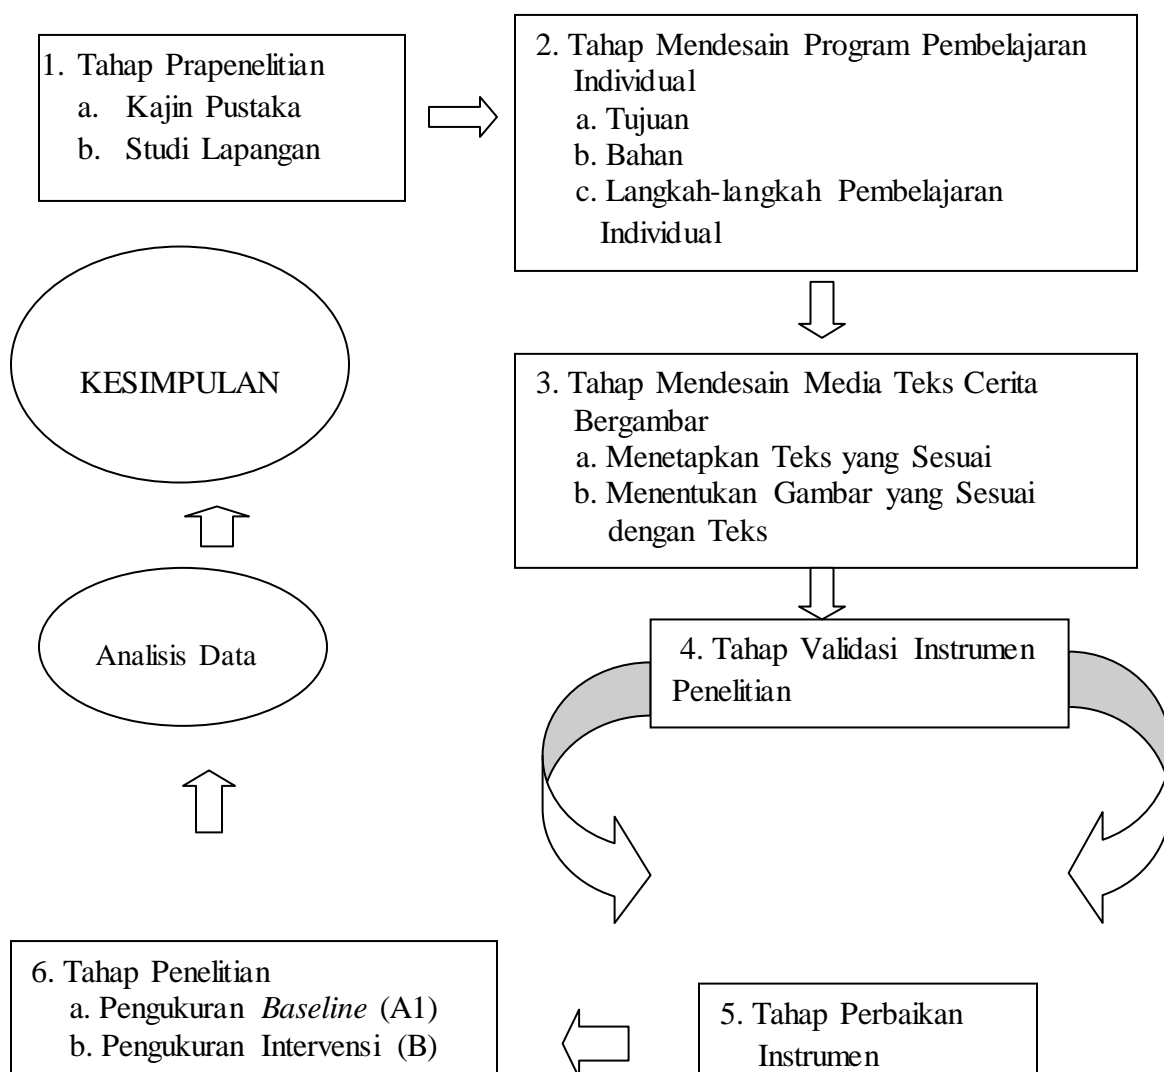 1. Tahap Prapenelitian
a. Kajin Pustaka
b. Studi Lapangan
2. Tahap Mendesain Program Pembelajaran
Individual
a. Tujuan
b. Bahan
c. Langkah-langkah Pembelajaran
Individual
3. Tahap Mendesain Media Teks Cerita
Bergambar
a. Menetapkan Teks yang Sesuai
b. Menentukan Gambar yang Sesuai
dengan Teks
4. Tahap Validasi Instrumen
Penelitian
5. Tahap Perbaikan
Instrumen
6. Tahap Penelitian
a. Pengukuran Baseline (A1)
b. Pengukuran Intervensi (B)
Analisis Data
KESIMPULAN